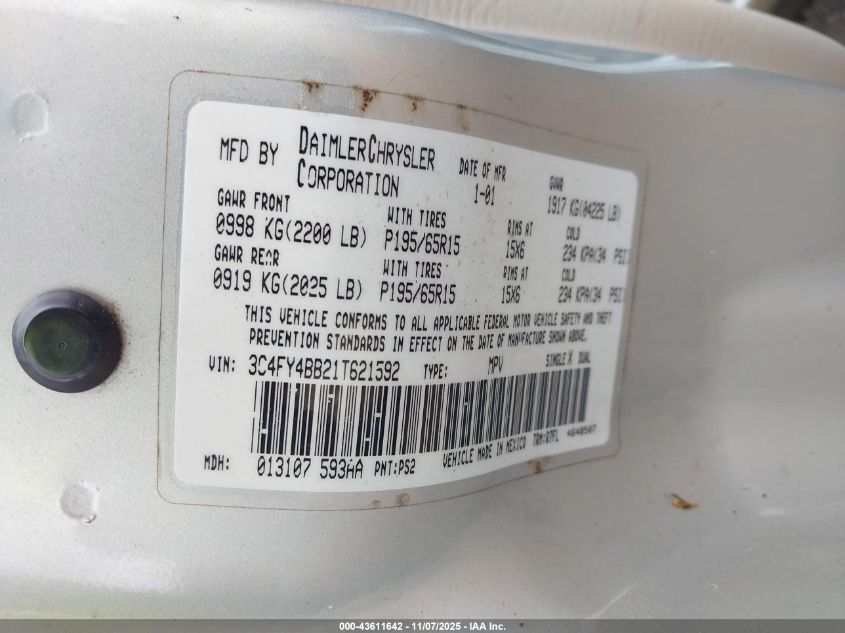 MFD BY DAIMLERCHRYSLER CORPORATION
DATE OF MFR 1-01
GVWR 1917 KG(04225 LB)
GAWR FRONT WITH TIRES RIMS AT COLD
0998 KG(2200 LB) P195/65R15 15X6 234 KPA(34 PSI)
GAWR REAR WITH TIRES RIMS AT COLD
0919 KG(2025 LB) P195/65R15 15X6 234 KPA(34 PSI)
THIS VEHICLE CONFORMS TO ALL APPLICABLE FEDERAL MOTOR VEHICLE SAFETY AND THEFT
PREVENTION STANDARDS IN EFFECT ON THE DATE OF MANUFACTURE SHOWN ABOVE.
VIN: 3C4FY4BB21T621592 TYPE: MPV SINGLE X DUAL
MDH: 013107 593AA PNT:PS2 VEHICLE MADE IN MEXICO TRM:R7FL 4648507
000-43611642 - 11/07/2025 - IAA Inc.